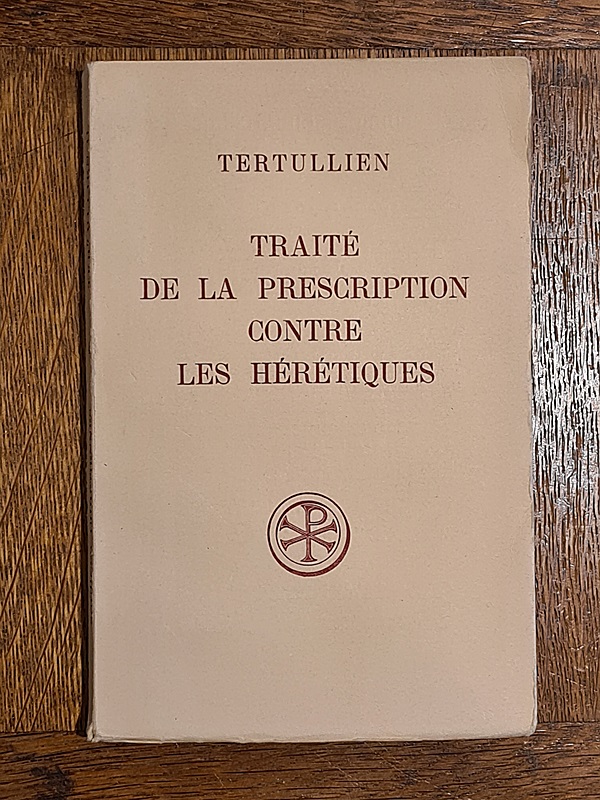 TERTULLIEN
TRAITÉ
DE LA PRESCRIPTION
CONTRE
LES HÉRÉTIQUES